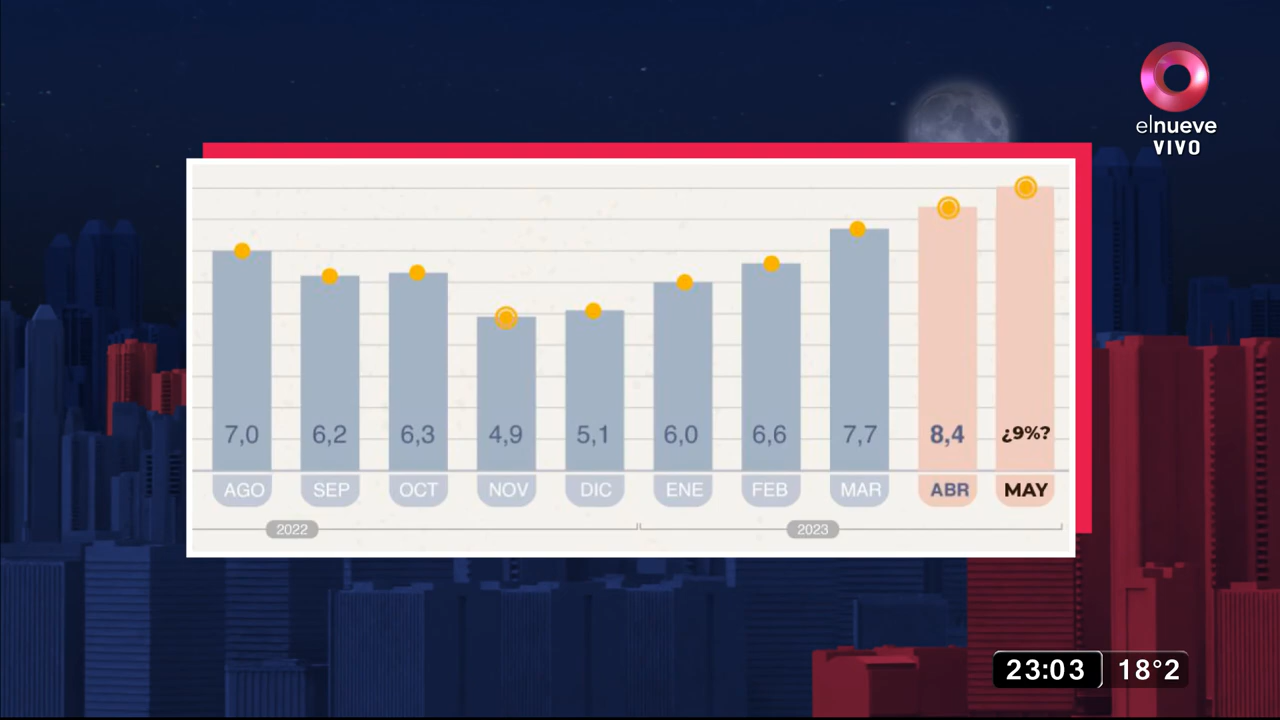 elnueve
VIVO
7,0 6,2 6,3 4,9 5,1 6,0 6,6 7,7 8,4 ¿9%?
AGO SEP OCT NOV DIC ENE FEB MAR ABR MAY
2022 2023
23:03 18°2